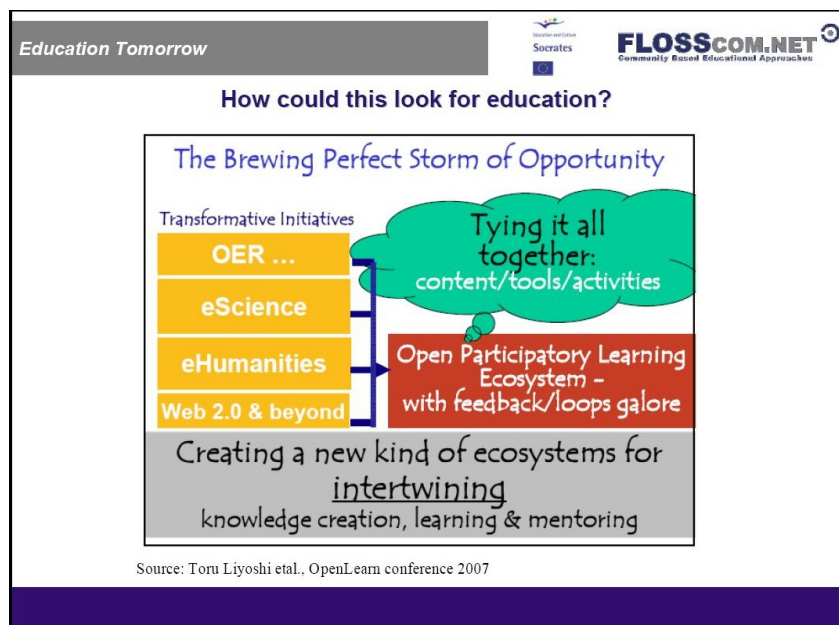 Education Tomorrow
Education and Culture
Socrates
FLOSSCOM.NET
Community Based Educational Approaches
How could this look for education?
The Brewing Perfect Storm of Opportunity
Transformative Initiatives
OER ...
eScience
eHumanities
Web 2.0 & beyond
Tying it all
together:
content/tools/activities
Open Participatory Learning
Ecosystem –
with feedback/loops galore
Creating a new kind of ecosystems for
intertwining
knowledge creation, learning & mentoring
Source: Toru Liyoshi etal., OpenLearn conference 2007